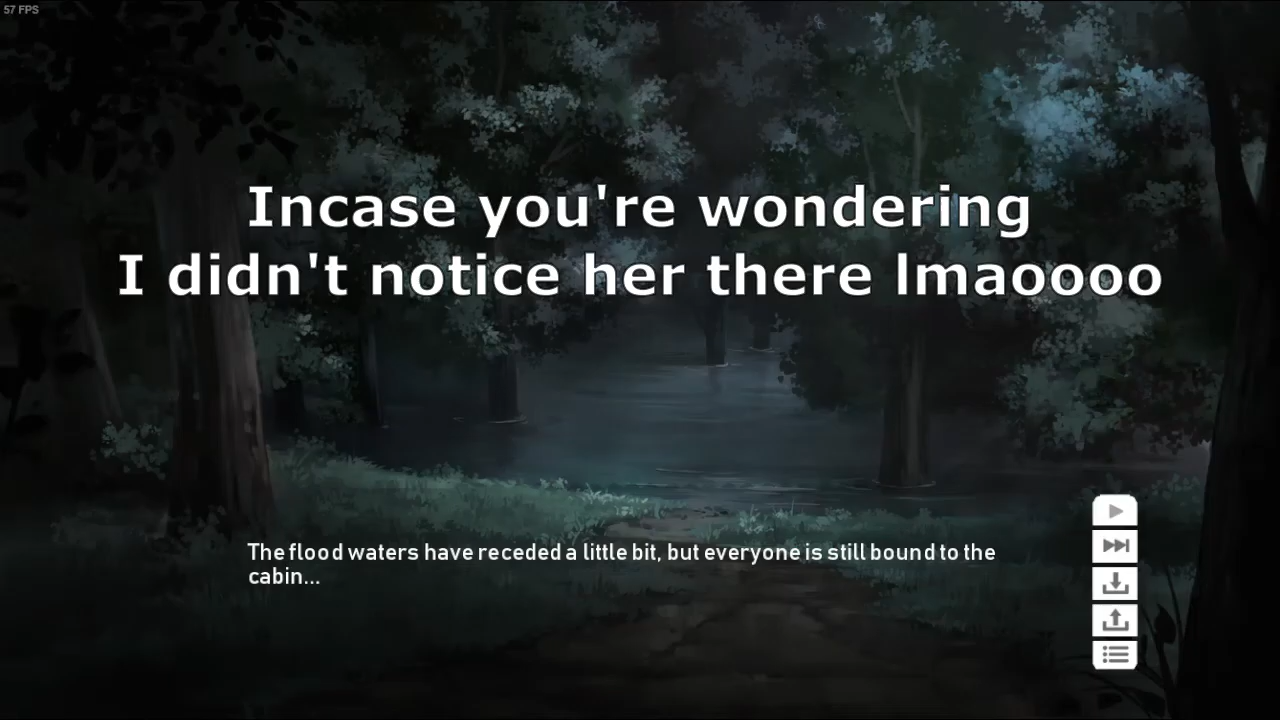 57 FPS
Incase you're wondering
I didn't notice her there lmaoooo
The flood waters have receded a little bit, but everyone is still bound to the
cabin...